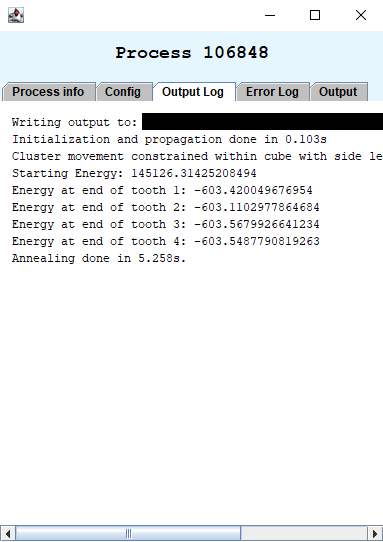 Process 106848
Process info Config Output Log Error Log Output
Writing output to:
Initialization and propagation done in 0.103s
Cluster movement constrained within cube with side le
Starting Energy: 145126.31425208494
Energy at end of tooth 1: -603.420049676954
Energy at end of tooth 2: -603.1102977864684
Energy at end of tooth 3: -603.5679926641234
Energy at end of tooth 4: -603.5487790819263
Annealing done in 5.258s.